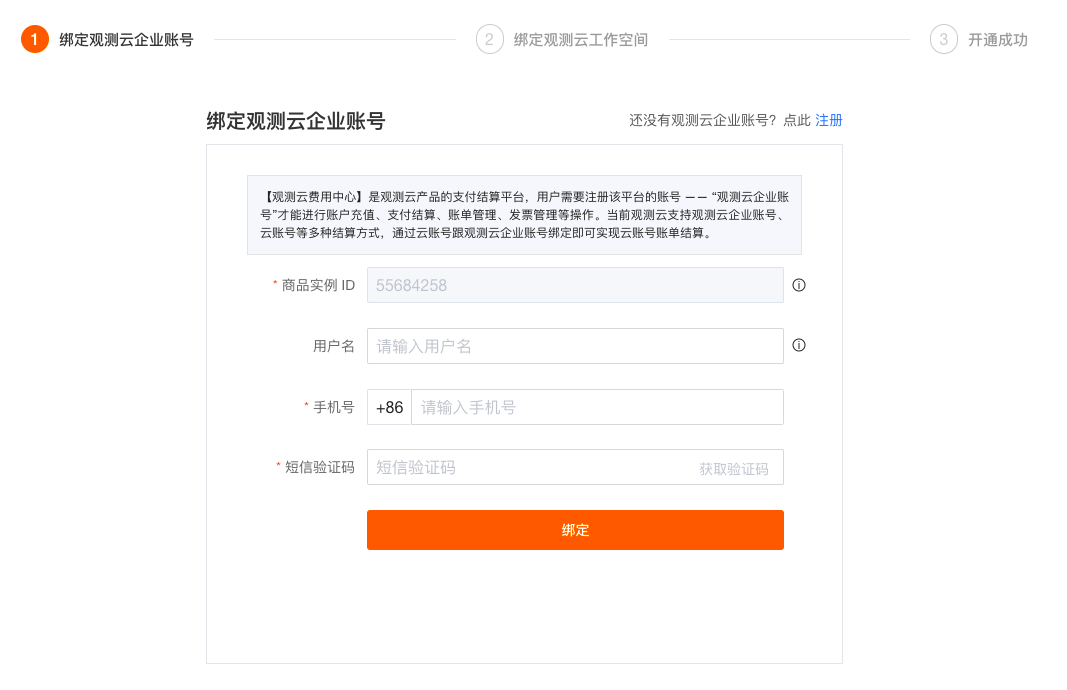 1 绑定观测云企业账号 2 绑定观测云工作空间 3 开通成功
绑定观测云企业账号 还没有观测云企业账号？点此 注册
【观测云费用中心】是观测云产品的支付结算平台，用户需要注册该平台的账号 —— “观测云企业账
号”才能进行账户充值、支付结算、账单管理、发票管理等操作。当前观测云支持观测云企业账号、
云账号等多种结算方式，通过云账号跟观测云企业账号绑定即可实现云账号账单结算。
* 商品实例 ID 55684258
用户名 请输入用户名
* 手机号 +86 请输入手机号
* 短信验证码 短信验证码 获取验证码
绑定